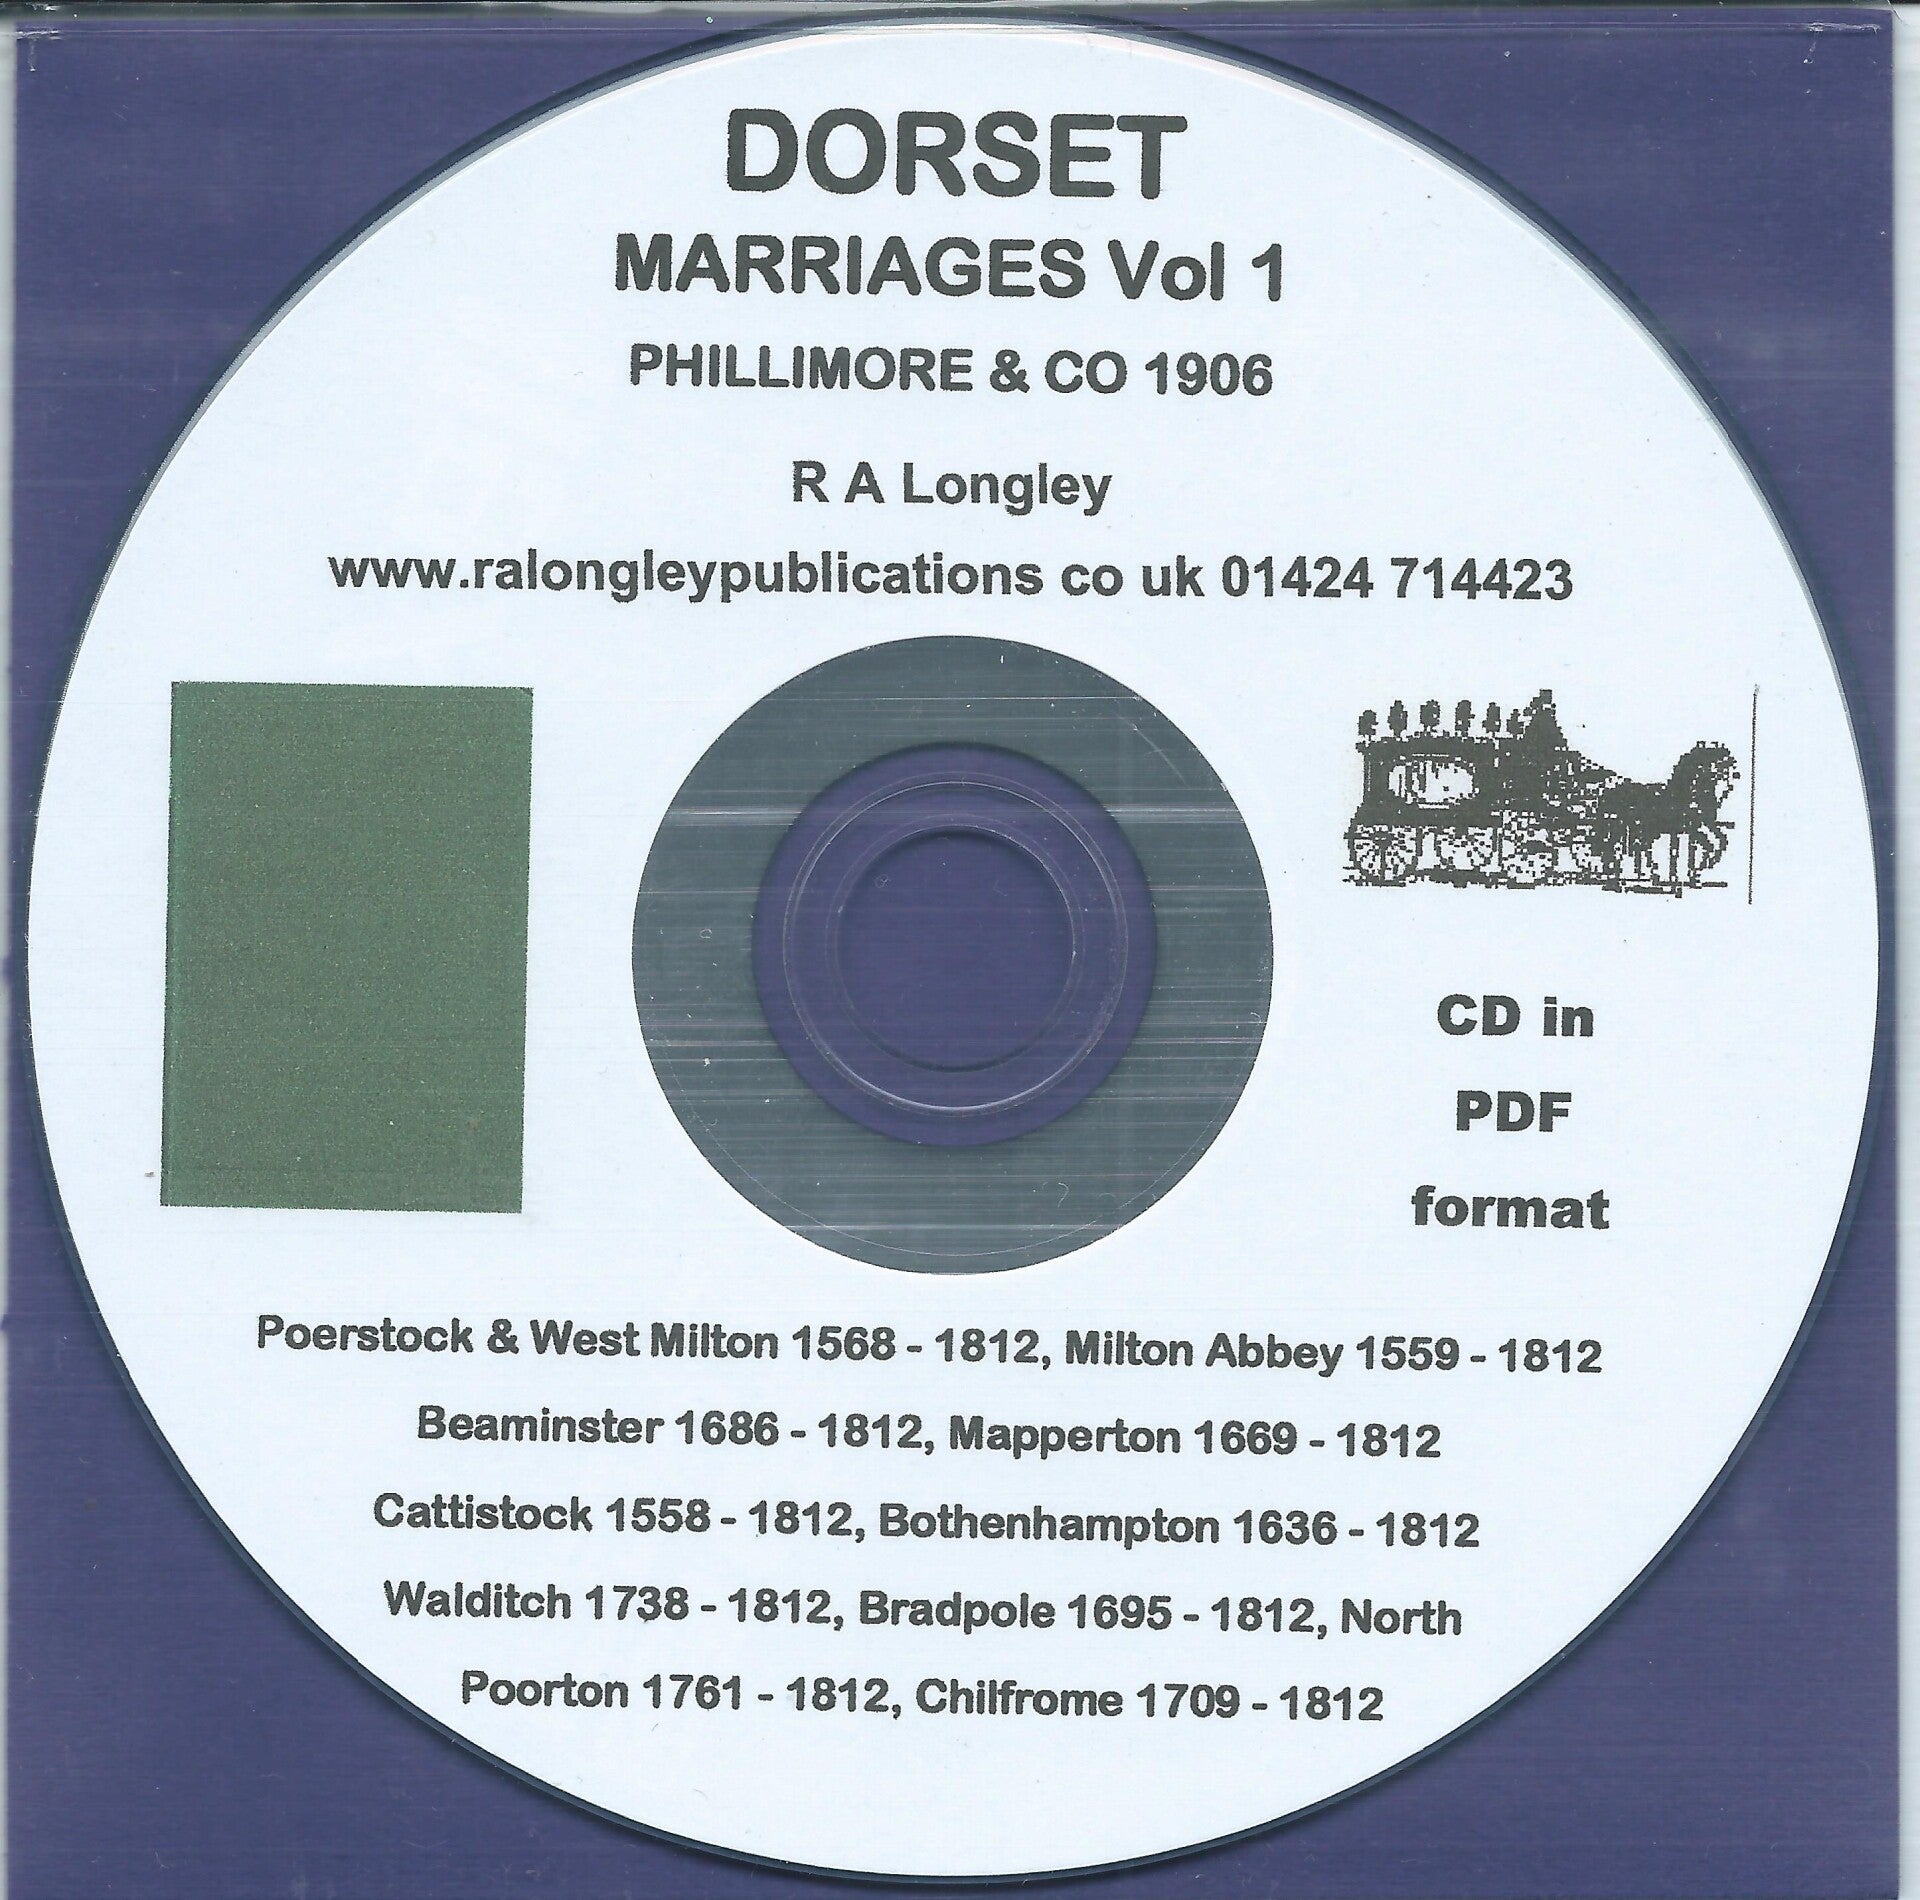 DORSET
MARRIAGES Vol 1
PHILLIMORE & CO 1906
R A Longley
www.ralongleypublications co uk 01424 714423
CD in
PDF
format
Poerstock & West Milton 1568 - 1812, Milton Abbey 1559 - 1812
Beaminster 1686 - 1812, Mapperton 1669 - 1812
Cattistock 1558 - 1812, Bothenhampton 1636 - 1812
Walditch 1738 - 1812, Bradpole 1695 - 1812, North
Poorton 1761 - 1812, Chilfrome 1709 - 1812